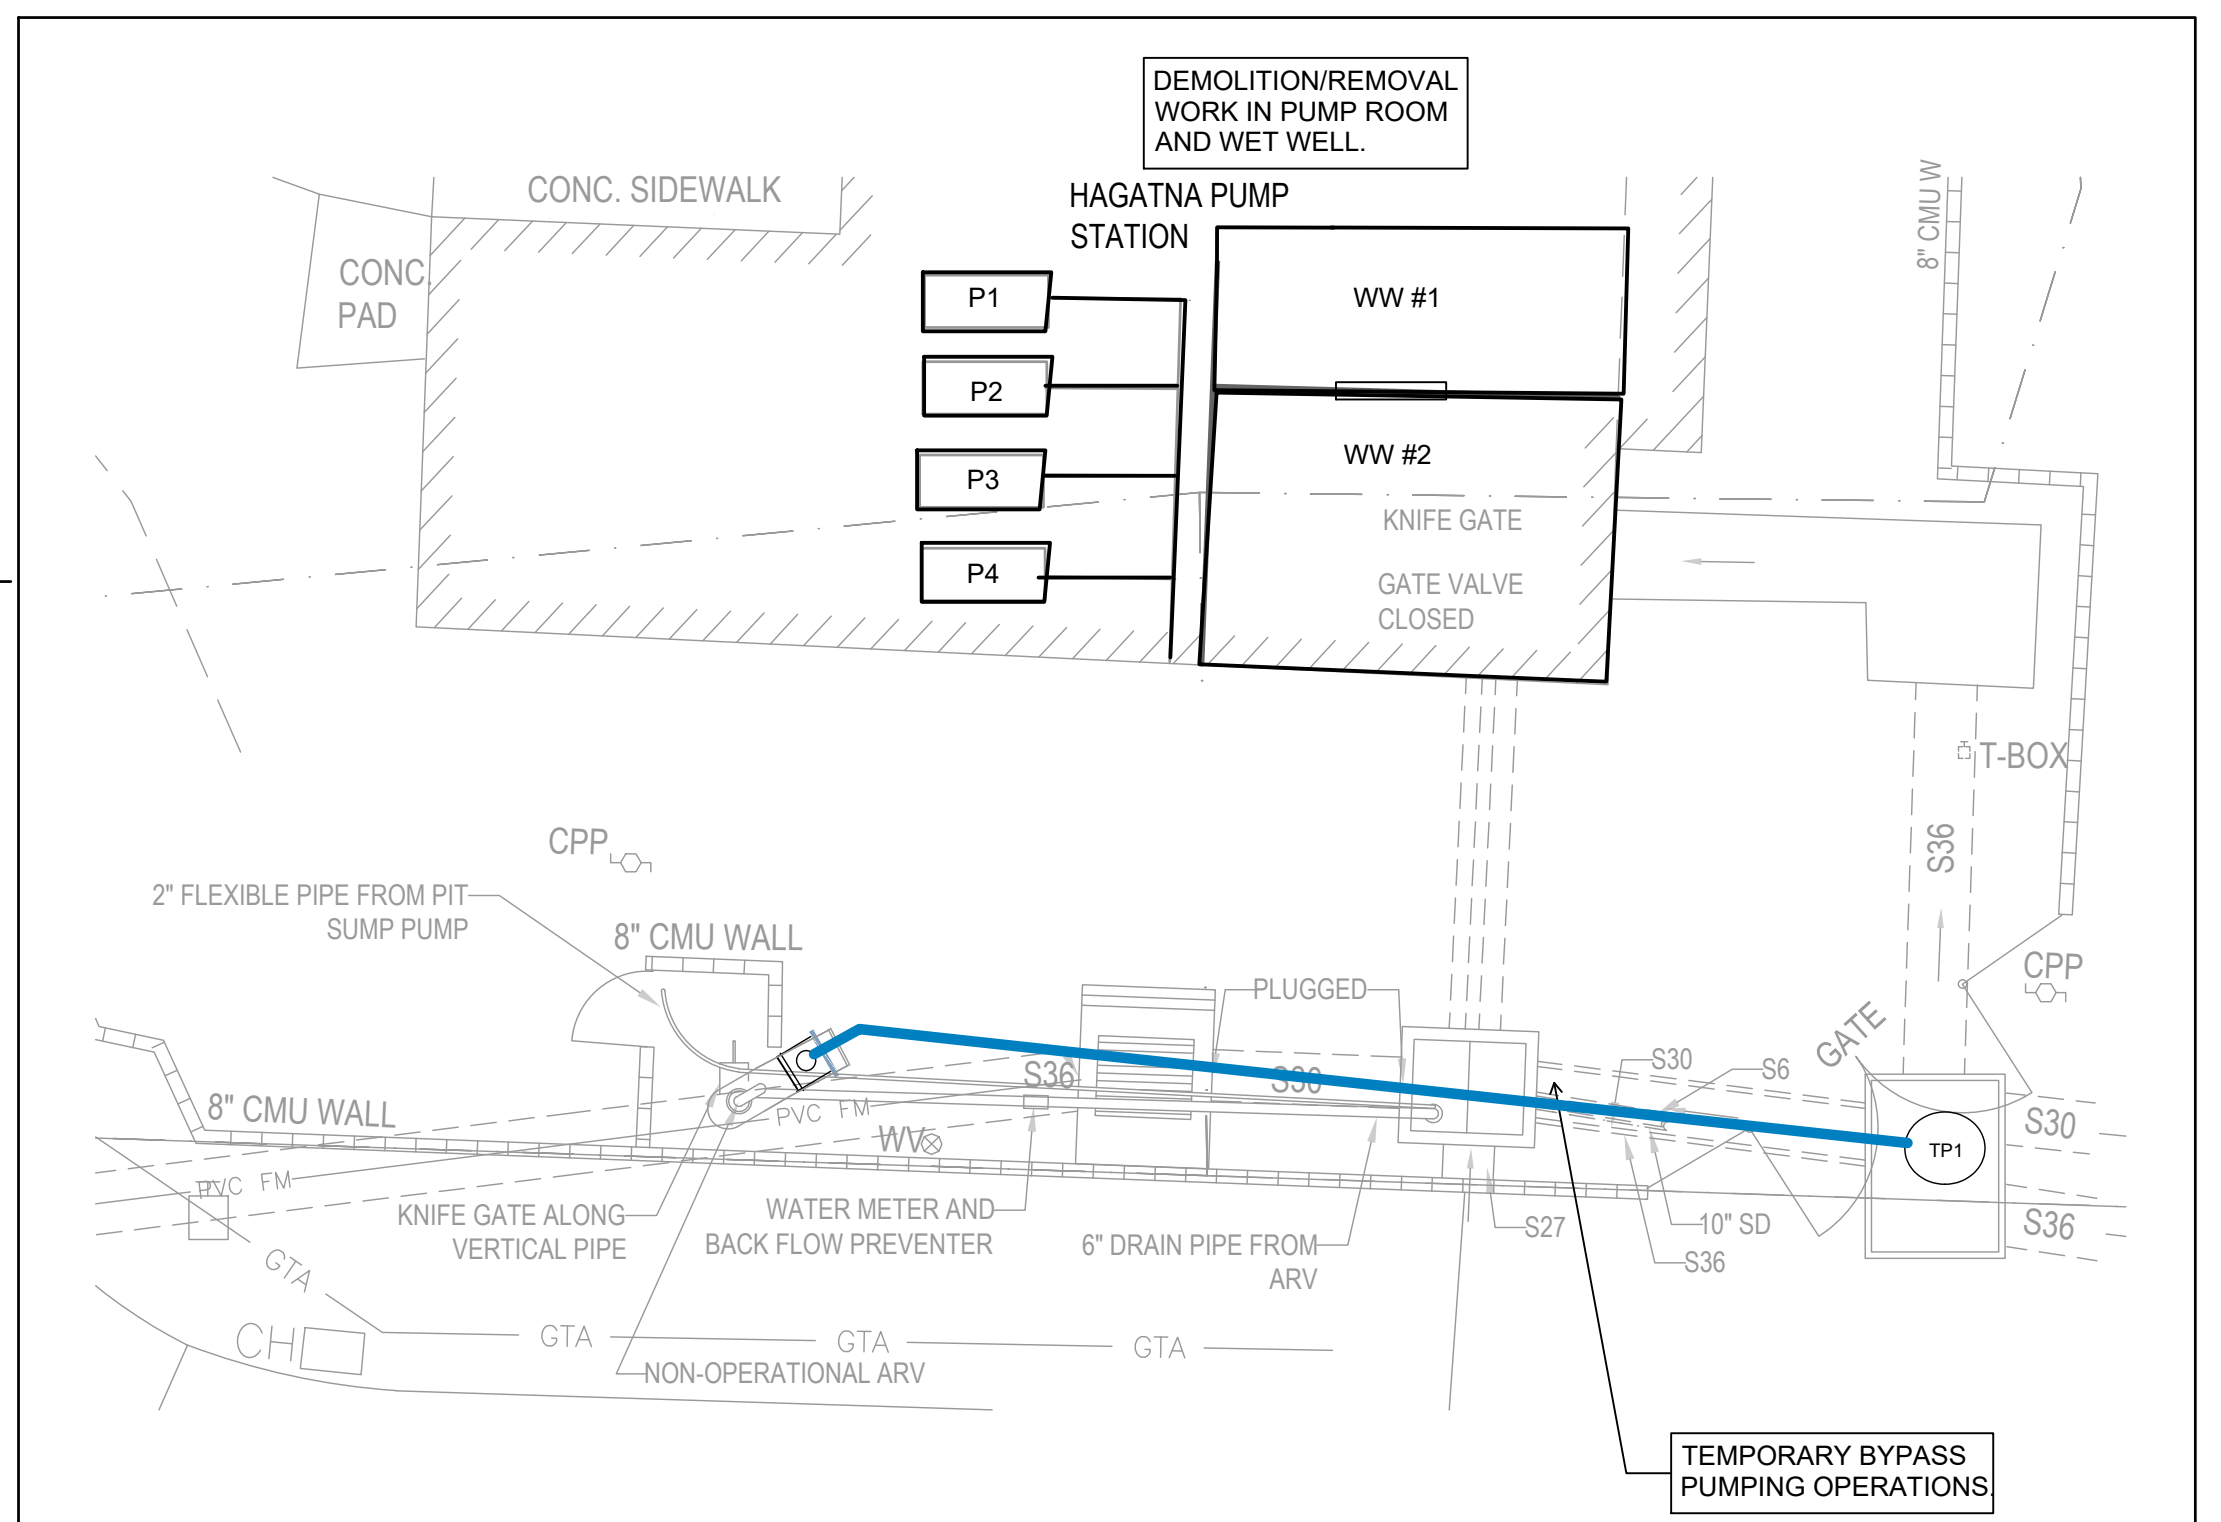 DEMOLITION/REMOVAL
WORK IN PUMP ROOM
AND WET WELL.
CONC. SIDEWALK
HAGATNA PUMP
STATION
8" CMU W
CONC.
PAD
P1
WW #1
P2
WW #2
P3
KNIFE GATE
P4
GATE VALVE
CLOSED
T-BOX
CPP
S36
2" FLEXIBLE PIPE FROM PIT
SUMP PUMP
8" CMU WALL
PLUGGED
CPP
GATE
S36
S30
S30
S6
8" CMU WALL
PVC FM
WV
TP1
S30
PVC FM
KNIFE GATE ALONG
VERTICAL PIPE
WATER METER AND
BACK FLOW PREVENTER
6" DRAIN PIPE FROM
ARV
S27
10" SD
S36
S36
GTA
CH
GTA
GTA
GTA
NON-OPERATIONAL ARV
TEMPORARY BYPASS
PUMPING OPERATIONS.